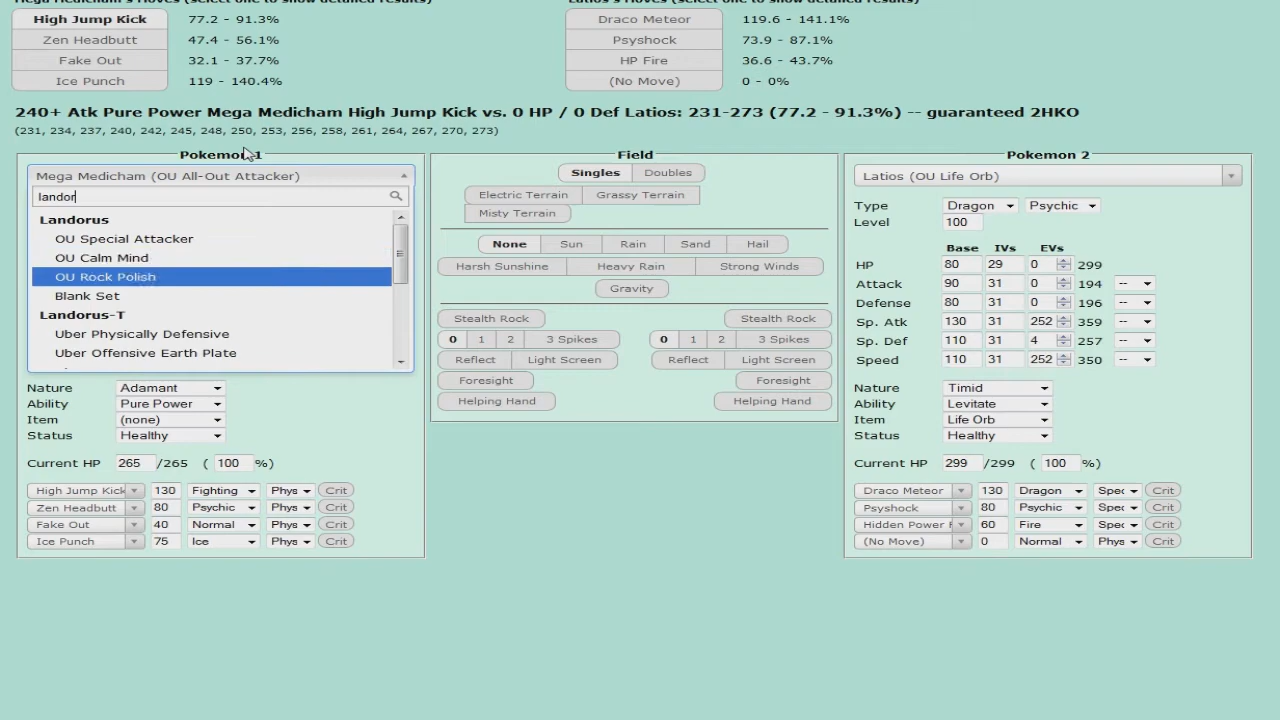 Mega Medicham's Moves (select one to show detailed results)
Latios's Moves (select one to show detailed results)
High Jump Kick 77.2 - 91.3%
Draco Meteor 119.6 - 141.1%
Zen Headbutt 47.4 - 56.1%
Psyshock 73.9 - 87.1%
Fake Out 32.1 - 37.7%
HP Fire 36.6 - 43.7%
Ice Punch 119 - 140.4%
(No Move) 0 - 0%
240+ Atk Pure Power Mega Medicham High Jump Kick vs. 0 HP / 0 Def Latios: 231-273 (77.2 - 91.3%) -- guaranteed 2HKO
(231, 234, 237, 240, 242, 245, 248, 250, 253, 256, 258, 261, 264, 267, 270, 273)
Pokemon 1
Mega Medicham (OU All-Out Attacker)
landor
Landorus
OU Special Attacker
OU Calm Mind
OU Rock Polish
Blank Set
Landorus-T
Uber Physically Defensive
Uber Offensive Earth Plate
Nature Adamant
Ability Pure Power
Item (none)
Status Healthy
Current HP 265 /265 ( 100 %)
High Jump Kick 130 Fighting Phys Crit
Zen Headbutt 80 Psychic Phys Crit
Fake Out 40 Normal Phys Crit
Ice Punch 75 Ice Phys Crit
Field
Singles Doubles
Electric Terrain Grassy Terrain
Misty Terrain
None Sun Rain Sand Hail
Harsh Sunshine Heavy Rain Strong Winds
Gravity
Stealth Rock Stealth Rock
0 1 2 3 Spikes 0 1 2 3 Spikes
Reflect Light Screen Reflect Light Screen
Foresight Foresight
Helping Hand Helping Hand
Pokemon 2
Latios (OU Life Orb)
Type Dragon Psychic
Level 100
Base IVs EVs
HP 80 29 0 299
Attack 90 31 0 194 --
Defense 80 31 0 196 --
Sp. Atk 130 31 252 359 --
Sp. Def 110 31 4 257 --
Speed 110 31 252 350 --
Nature Timid
Ability Levitate
Item Life Orb
Status Healthy
Current HP 299 /299 ( 100 %)
Draco Meteor 130 Dragon Spec Crit
Psyshock 80 Psychic Spec Crit
Hidden Power F 60 Fire Spec Crit
(No Move) 0 Normal Phys Crit